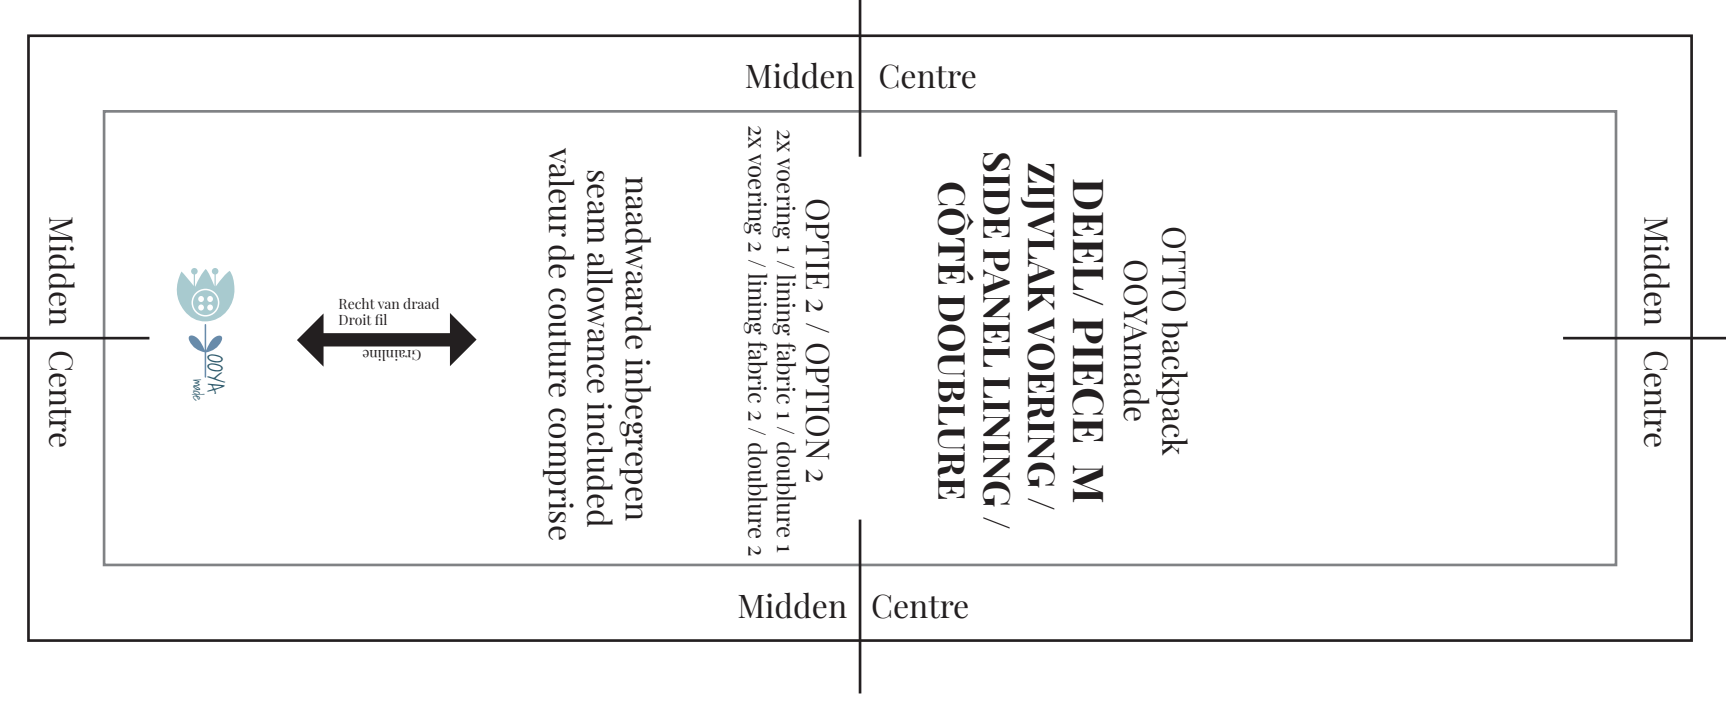 Midden Centre
Midden Centre
OTTO backpack
OOYAmade
DEEL/ PIECE M
ZIJVLAK VOERING /
SIDE PANEL LINING /
CÔTÉ DOUBLURE
OPTIE 2 / OPTION 2
2x voering 1 / lining fabric 1 / doublure 1
2x voering 2 / lining fabric 2 / doublure 2
naadwaarde inbegrepen
seam allowance included
valeur de couture comprise
Recht van draad
Droit fil
Grainline
OOYA
made
Midden Centre
Midden Centre